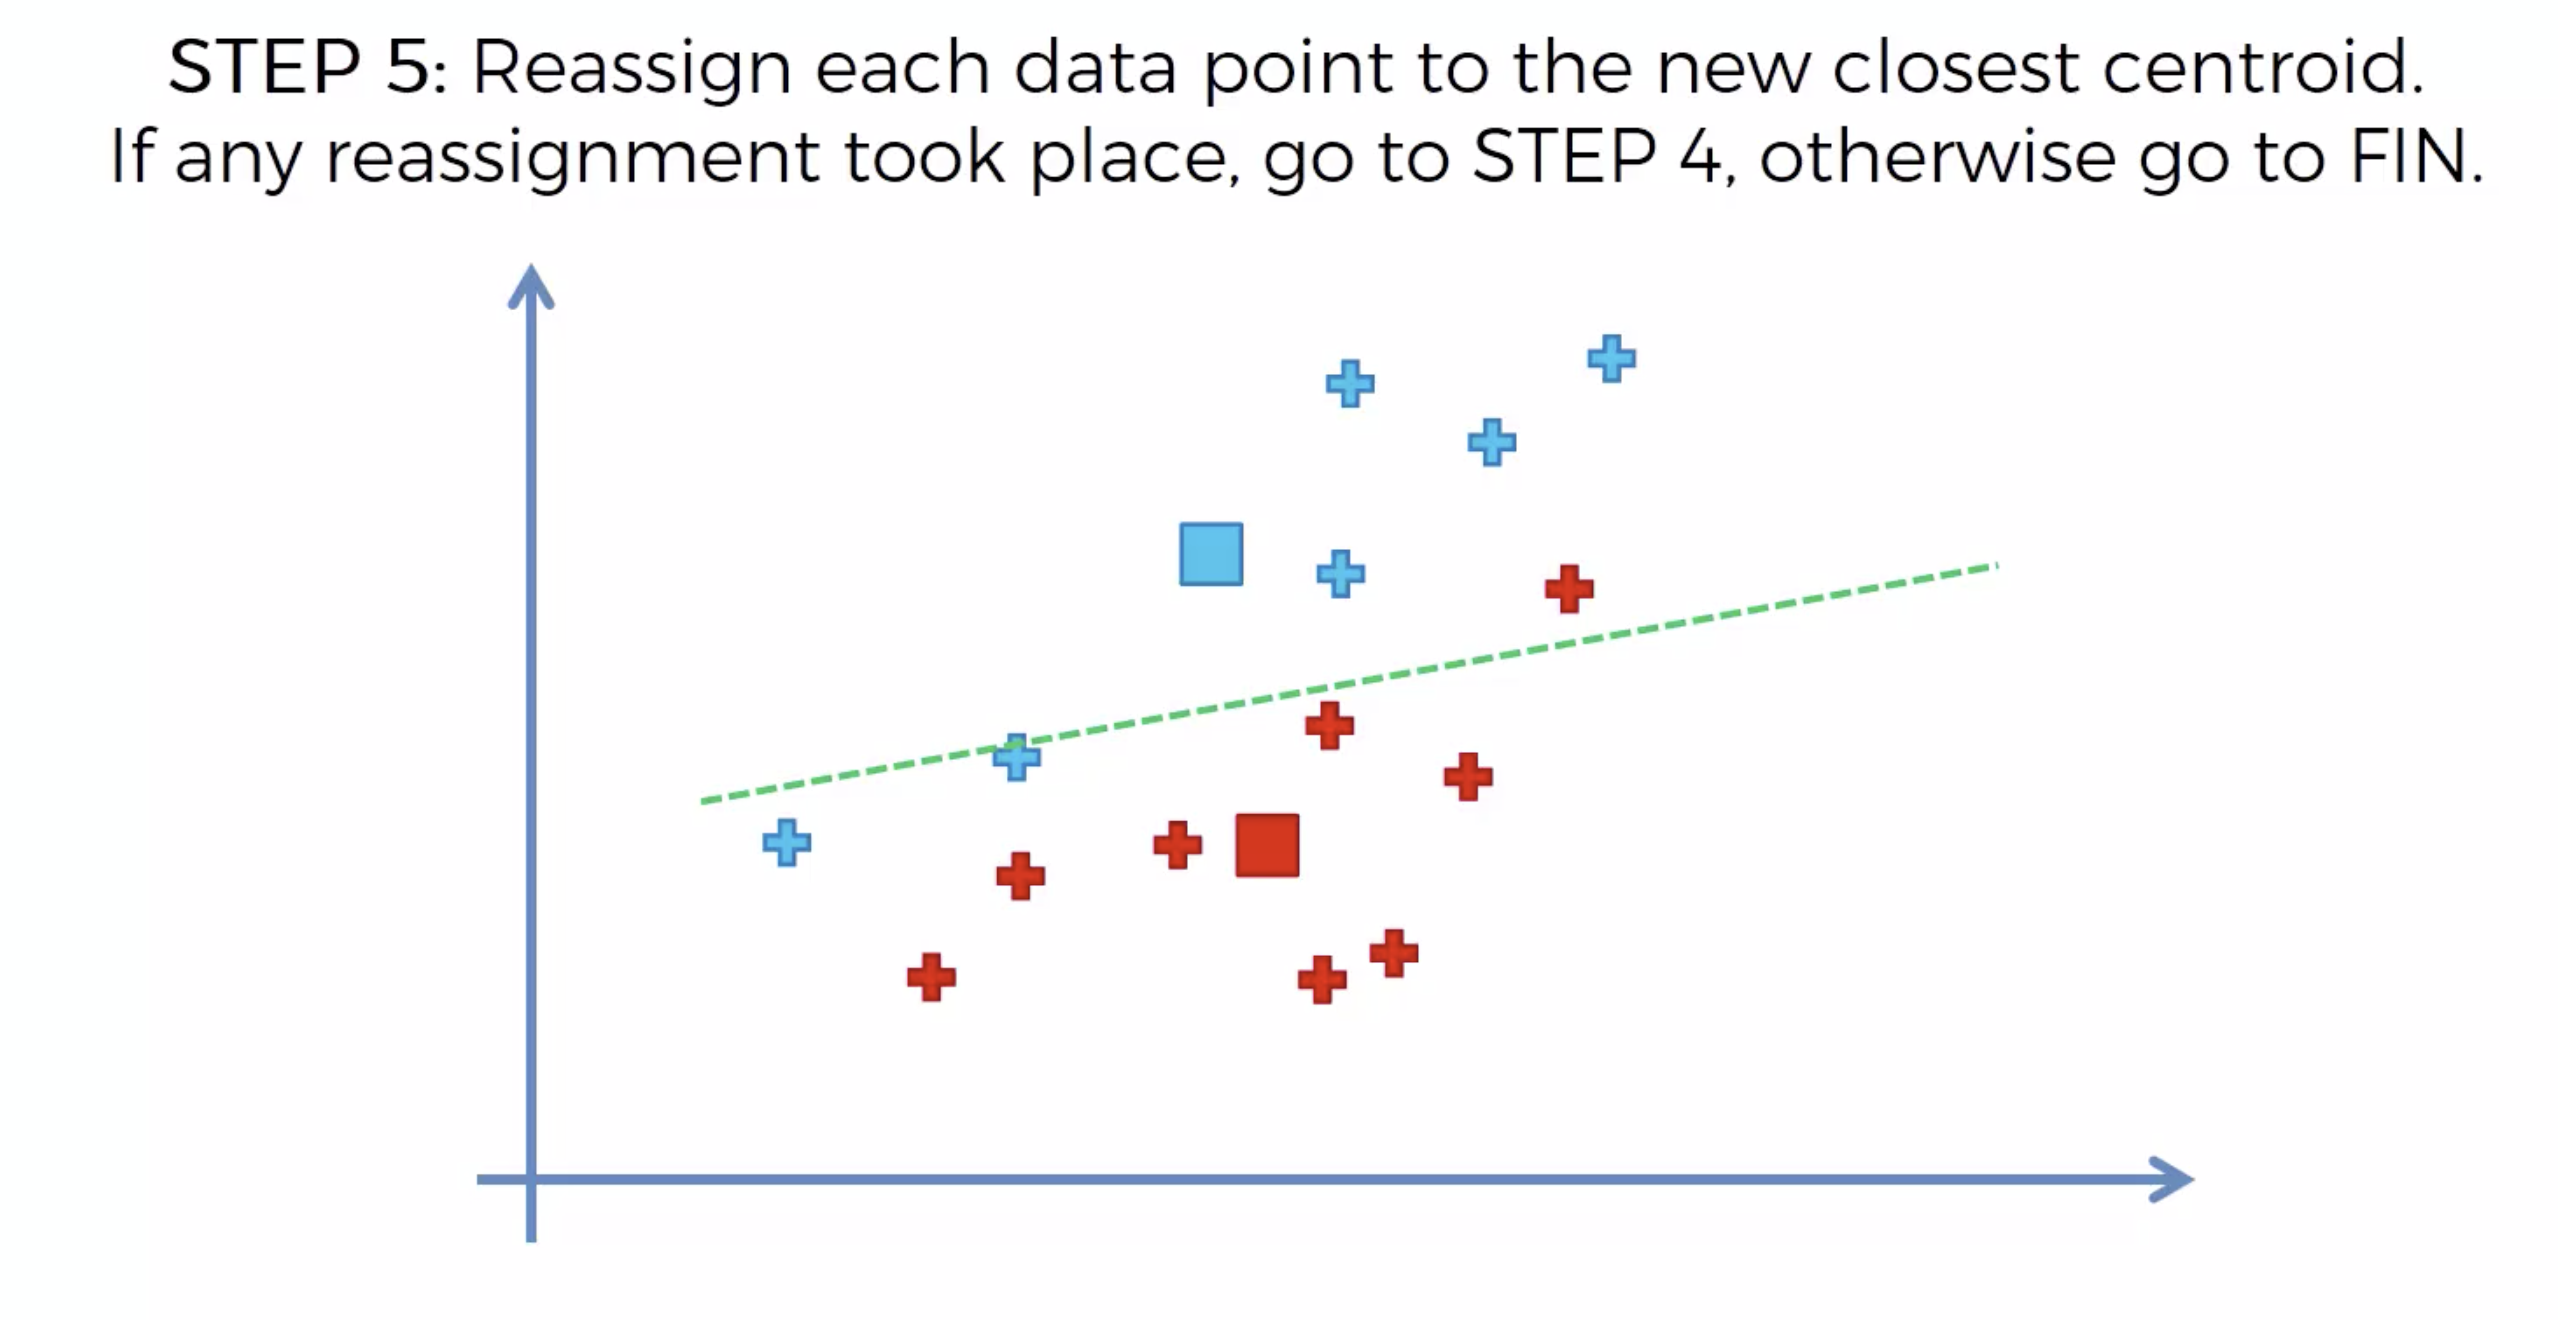 STEP 5: Reassign each data point to the new closest centroid.
If any reassignment took place, go to STEP 4, otherwise go to FIN.